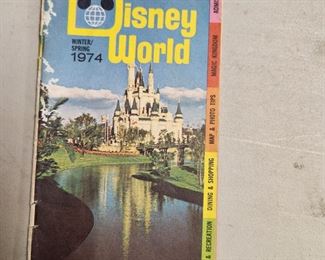 Disney
World
WINTER/
SPRING
1974
MAGIC KINGDOM
MAP & PHOTO TIPS
DINING & SHOPPING
& RECREATION